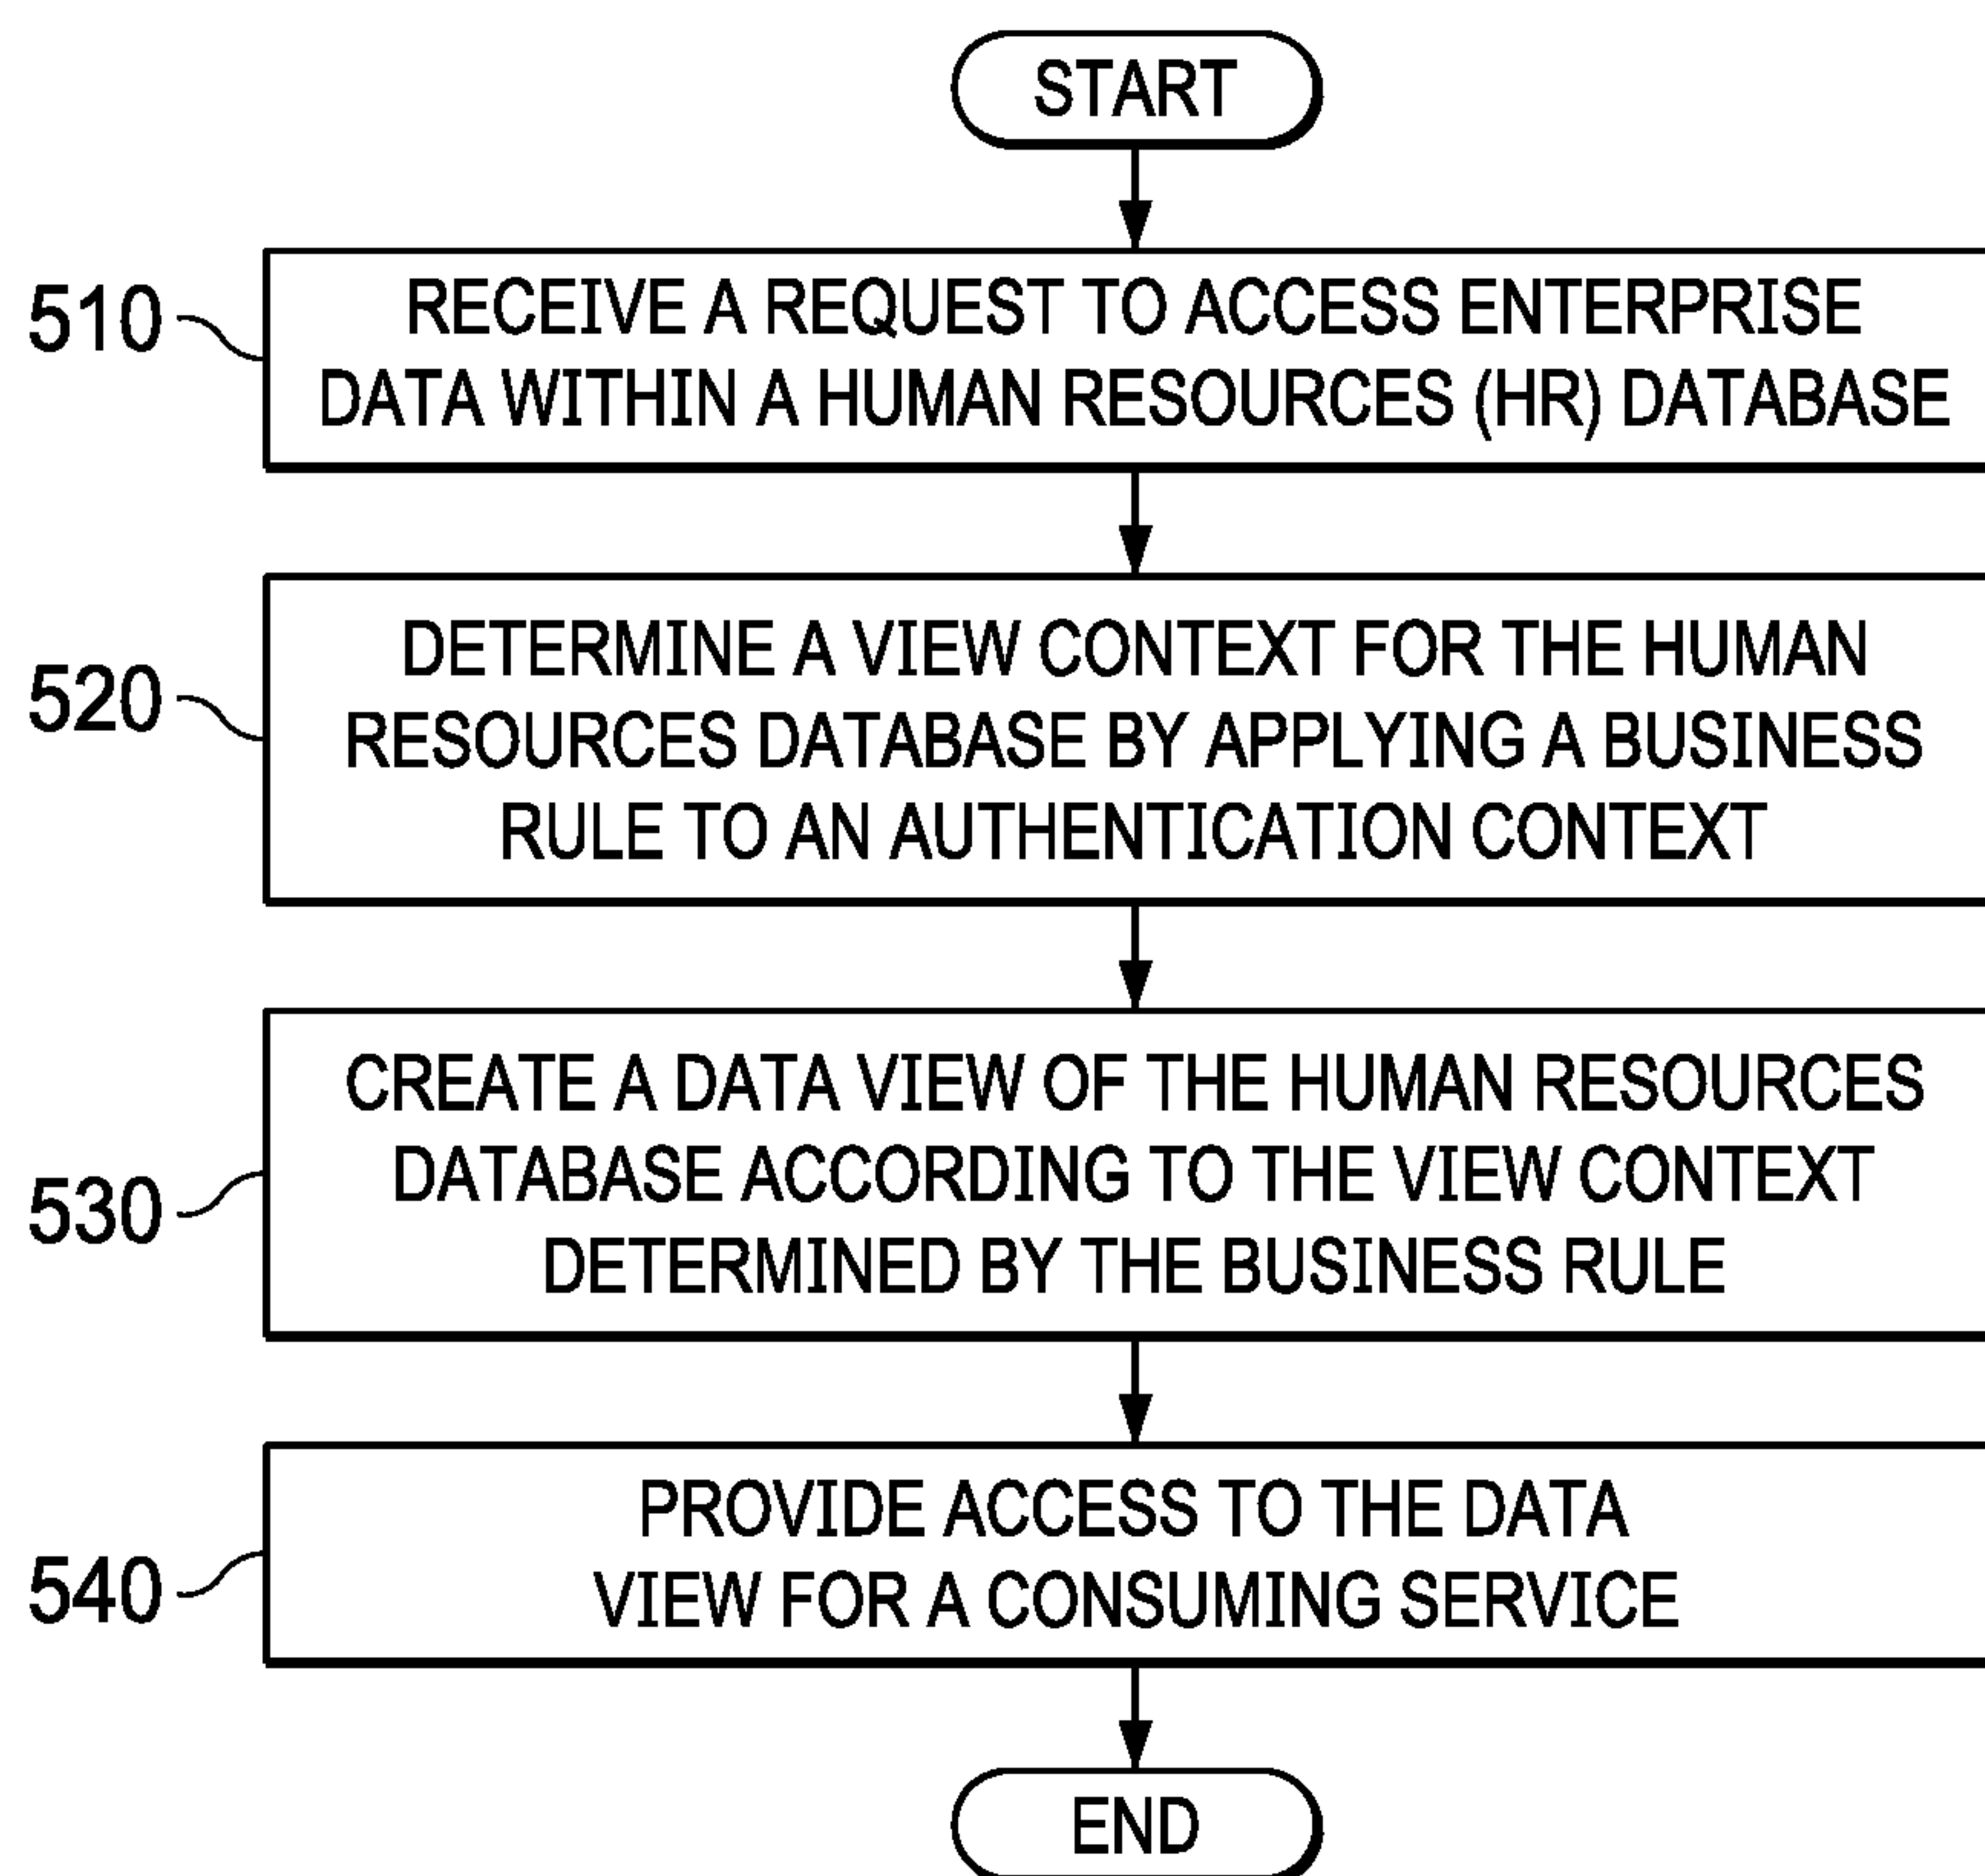 START
510
RECEIVE A REQUEST TO ACCESS ENTERPRISE
DATA WITHIN A HUMAN RESOURCES (HR) DATABASE
520
DETERMINE A VIEW CONTEXT FOR THE HUMAN
RESOURCES DATABASE BY APPLYING A BUSINESS
RULE TO AN AUTHENTICATION CONTEXT
530
CREATE A DATA VIEW OF THE HUMAN RESOURCES
DATABASE ACCORDING TO THE VIEW CONTEXT
DETERMINED BY THE BUSINESS RULE
540
PROVIDE ACCESS TO THE DATA
VIEW FOR A CONSUMING SERVICE
END